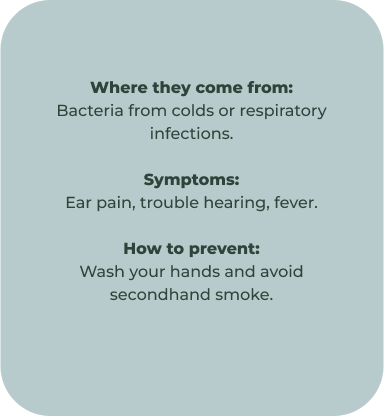 Where they come from:
Bacteria from colds or respiratory
infections.
Symptoms:
Ear pain, trouble hearing, fever.
How to prevent:
Wash your hands and avoid
secondhand smoke.